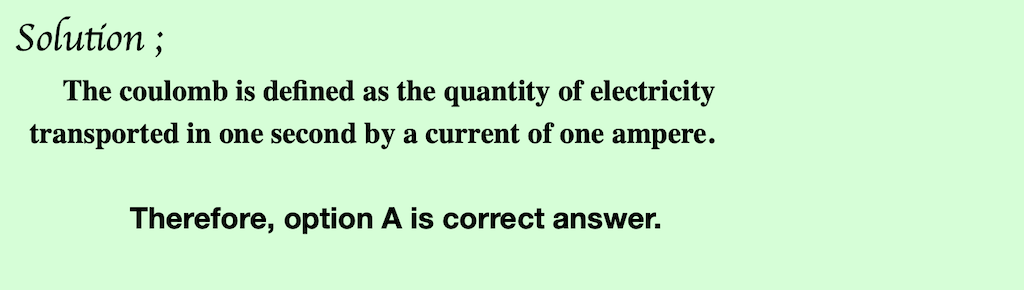 Solution ;
The coulomb is defined as the quantity of electricity
transported in one second by a current of one ampere.
Therefore, option A is correct answer.